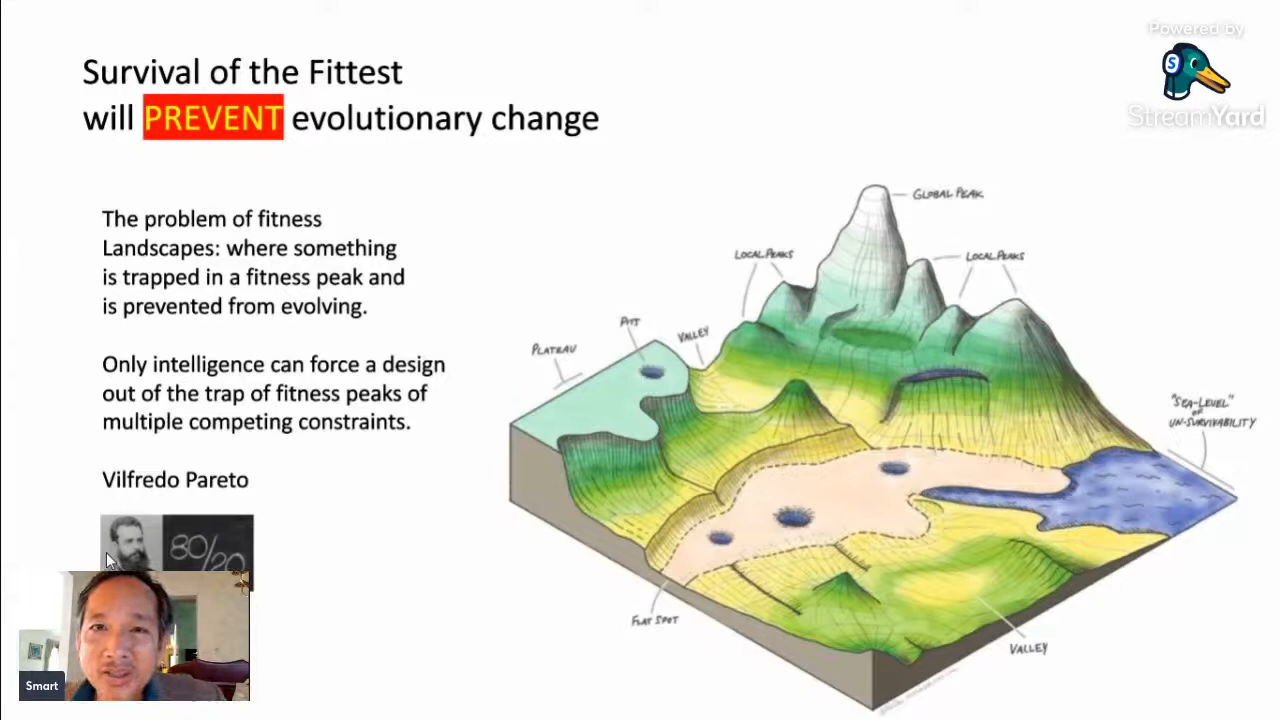 Survival of the Fittest
will PREVENT evolutionary change
Powered by
S
StreamYard
The problem of fitness
Landscapes: where something
is trapped in a fitness peak and
is prevented from evolving.
Only intelligence can force a design
out of the trap of fitness peaks of
multiple competing constraints.
Vilfredo Pareto
80/20
Smart
GLOBAL PEAK
LOCAL PEAKS
LOCAL PEAKS
PIT
VALLEY
PLATEAU
"SEA-LEVEL"
OF
UN-SURVIVABILITY
FLAT SPOT
VALLEY